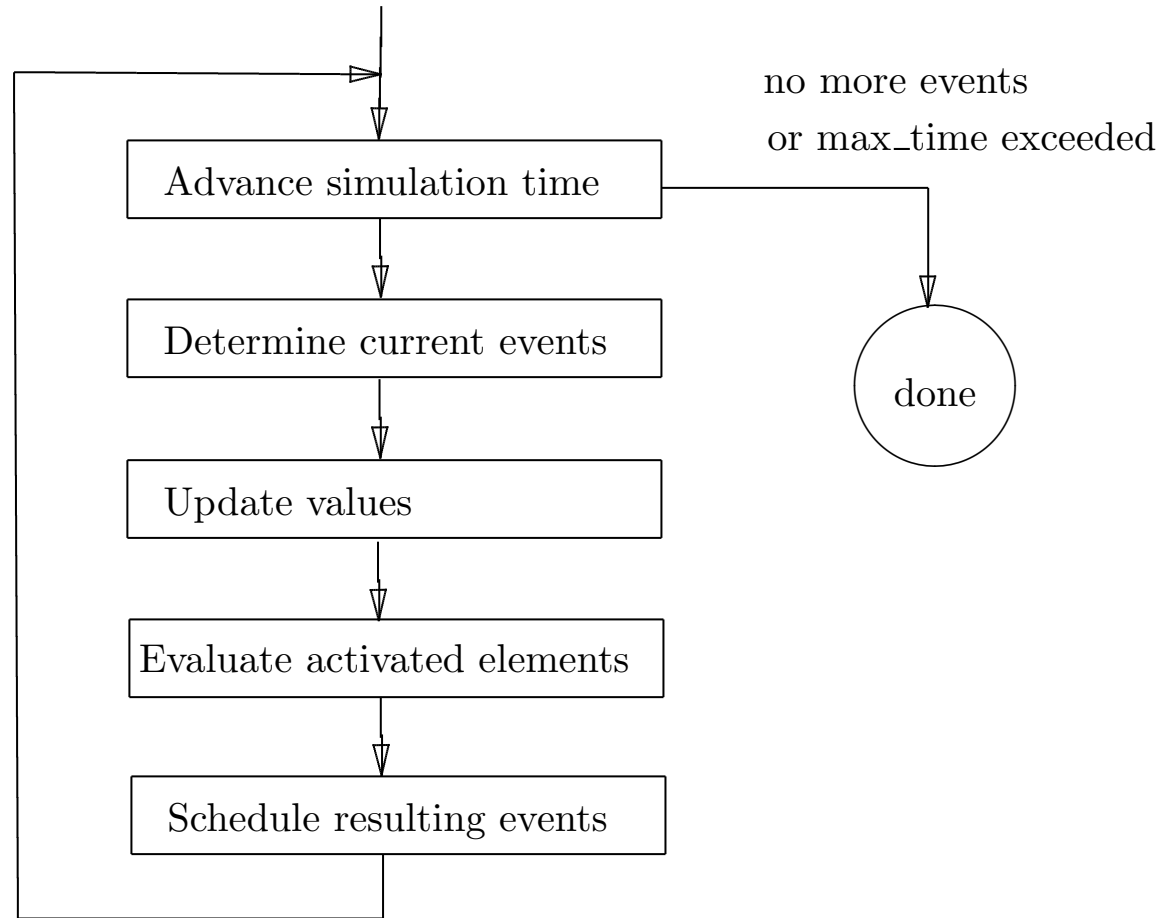 no more events
or max_time exceeded
Advance simulation time
Determine current events
done
Update values
Evaluate activated elements
Schedule resulting events